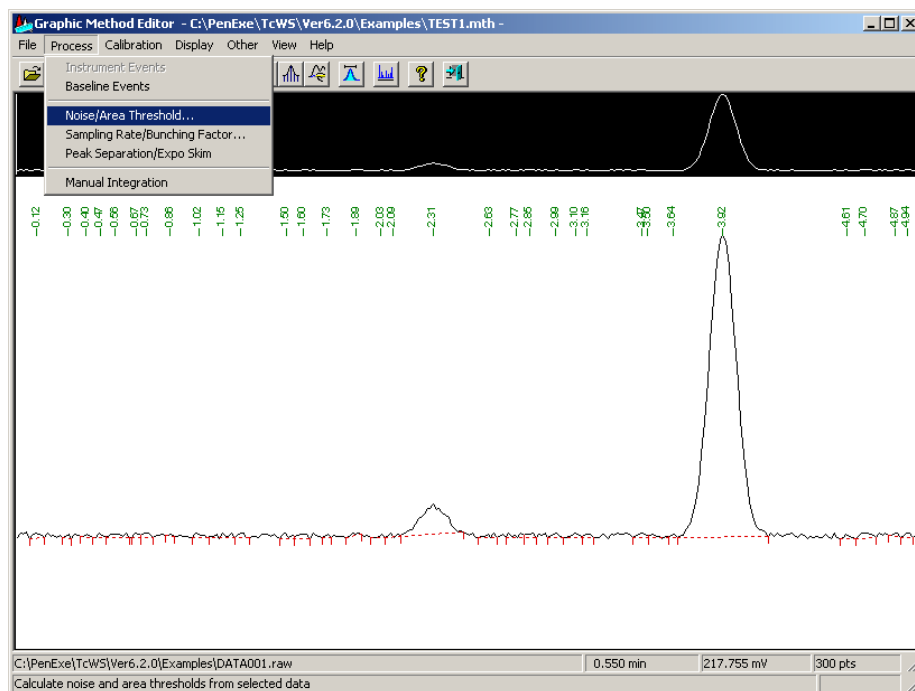 Graphic Method Editor - C:\PenExe\TcWS\Ver6.2.0\Examples\TEST1.mth -
File Process Calibration Display Other View Help
Instrument Events
Baseline Events
Noise/Area Threshold...
Sampling Rate/Bunching Factor...
Peak Separation/Expo Skim
Manual Integration
-0.12 -0.30 -0.40 -0.47 -0.56 -0.67 -0.73 -0.86 -1.02 -1.15 -1.25 -1.50 -1.60 -1.73 -1.89 -2.03 -2.09 -2.31 -2.63 -2.77 -2.85 -2.99 -3.10 -3.16 -3.50 -3.64 -3.92 -4.61 -4.70 -4.87 -4.94
C:\PenExe\TcWS\Ver6.2.0\Examples\DATA001.raw 0.550 min 217.755 mV 300 pts
Calculate noise and area thresholds from selected data